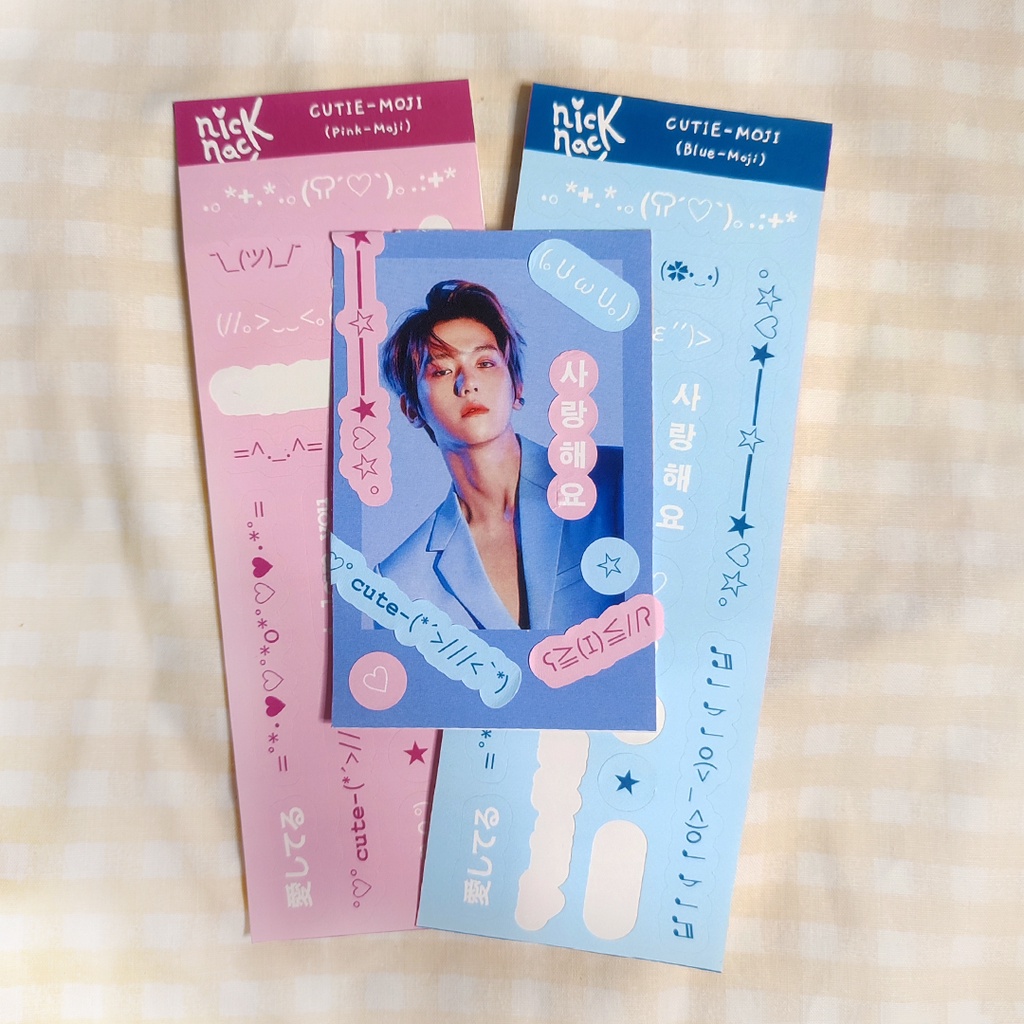 nick
nack
CUTIE-MOJI
(Pink-Moji)
.｡*+.*.｡(ᖗ´♡`)｡.:+*
¯\_(ツ)_/¯
(//｡>__<｡
=^._.^=
=｡*･♥♡｡*o*｡♡♥･*｡=
愛してる
°♡° cute-(*´>//
nick
nack
CUTIE-MOJI
(Blue-Moji)
.｡*+.*.｡(ᖗ´♡`)｡.:+*
(✽._.)
ε ´´)>
사랑해요
｡☆♡★━━☆━━★♡☆｡
♬♩♪♩o(>_<)o♩♪♩♬
*｡=
愛してる
★━━☆━━★♡☆｡
(｡U ω U｡)
사랑해요
♡° cute-(*´>//<`*)